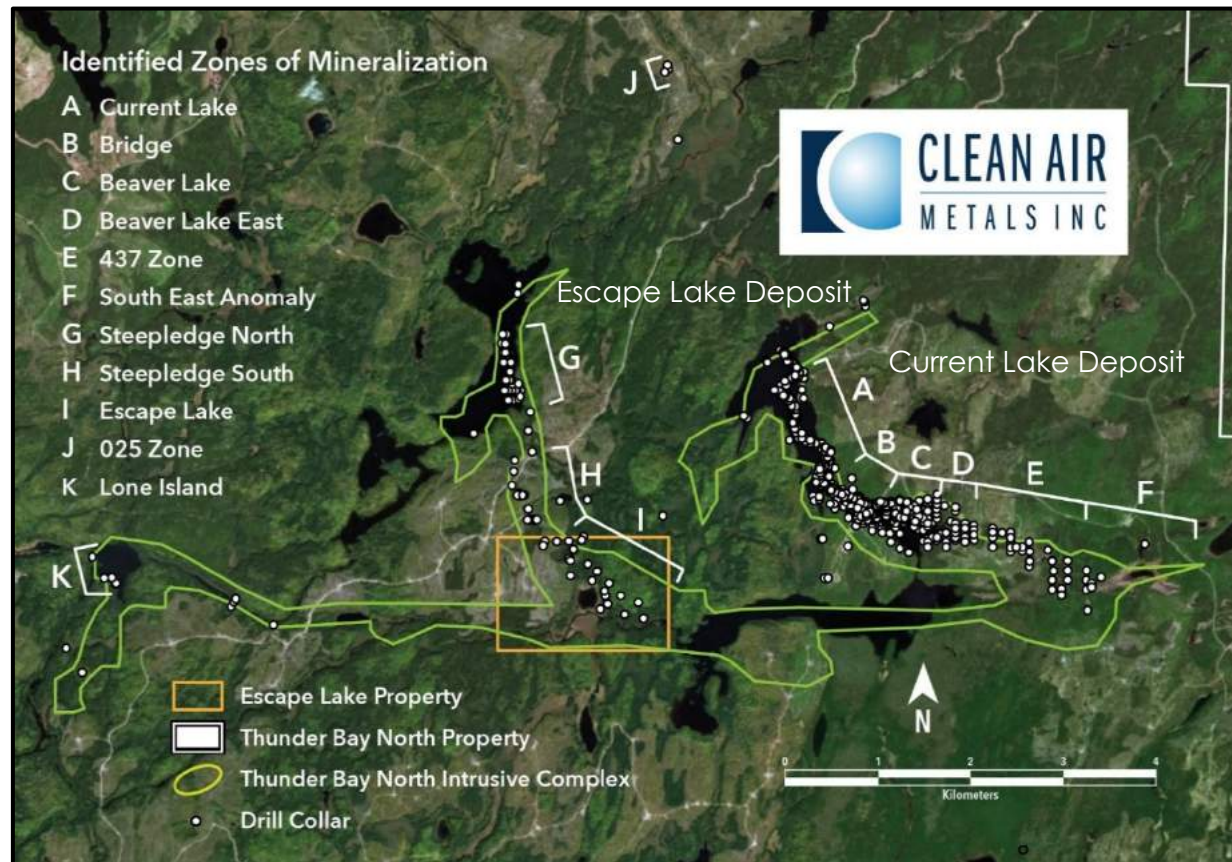 Identified Zones of Mineralization
A Current Lake
B Bridge
C Beaver Lake
D Beaver Lake East
E 437 Zone
F South East Anomaly
G Steepledge North
H Steepledge South
I Escape Lake
J 025 Zone
K Lone Island
J
CLEAN AIR
METALS INC
Escape Lake Deposit
Current Lake Deposit
G
A
B
C
D
E
F
H
I
K
Escape Lake Property
Thunder Bay North Property
Thunder Bay North Intrusive Complex
Drill Collar
N
0 1 2 3 4
Kilometers